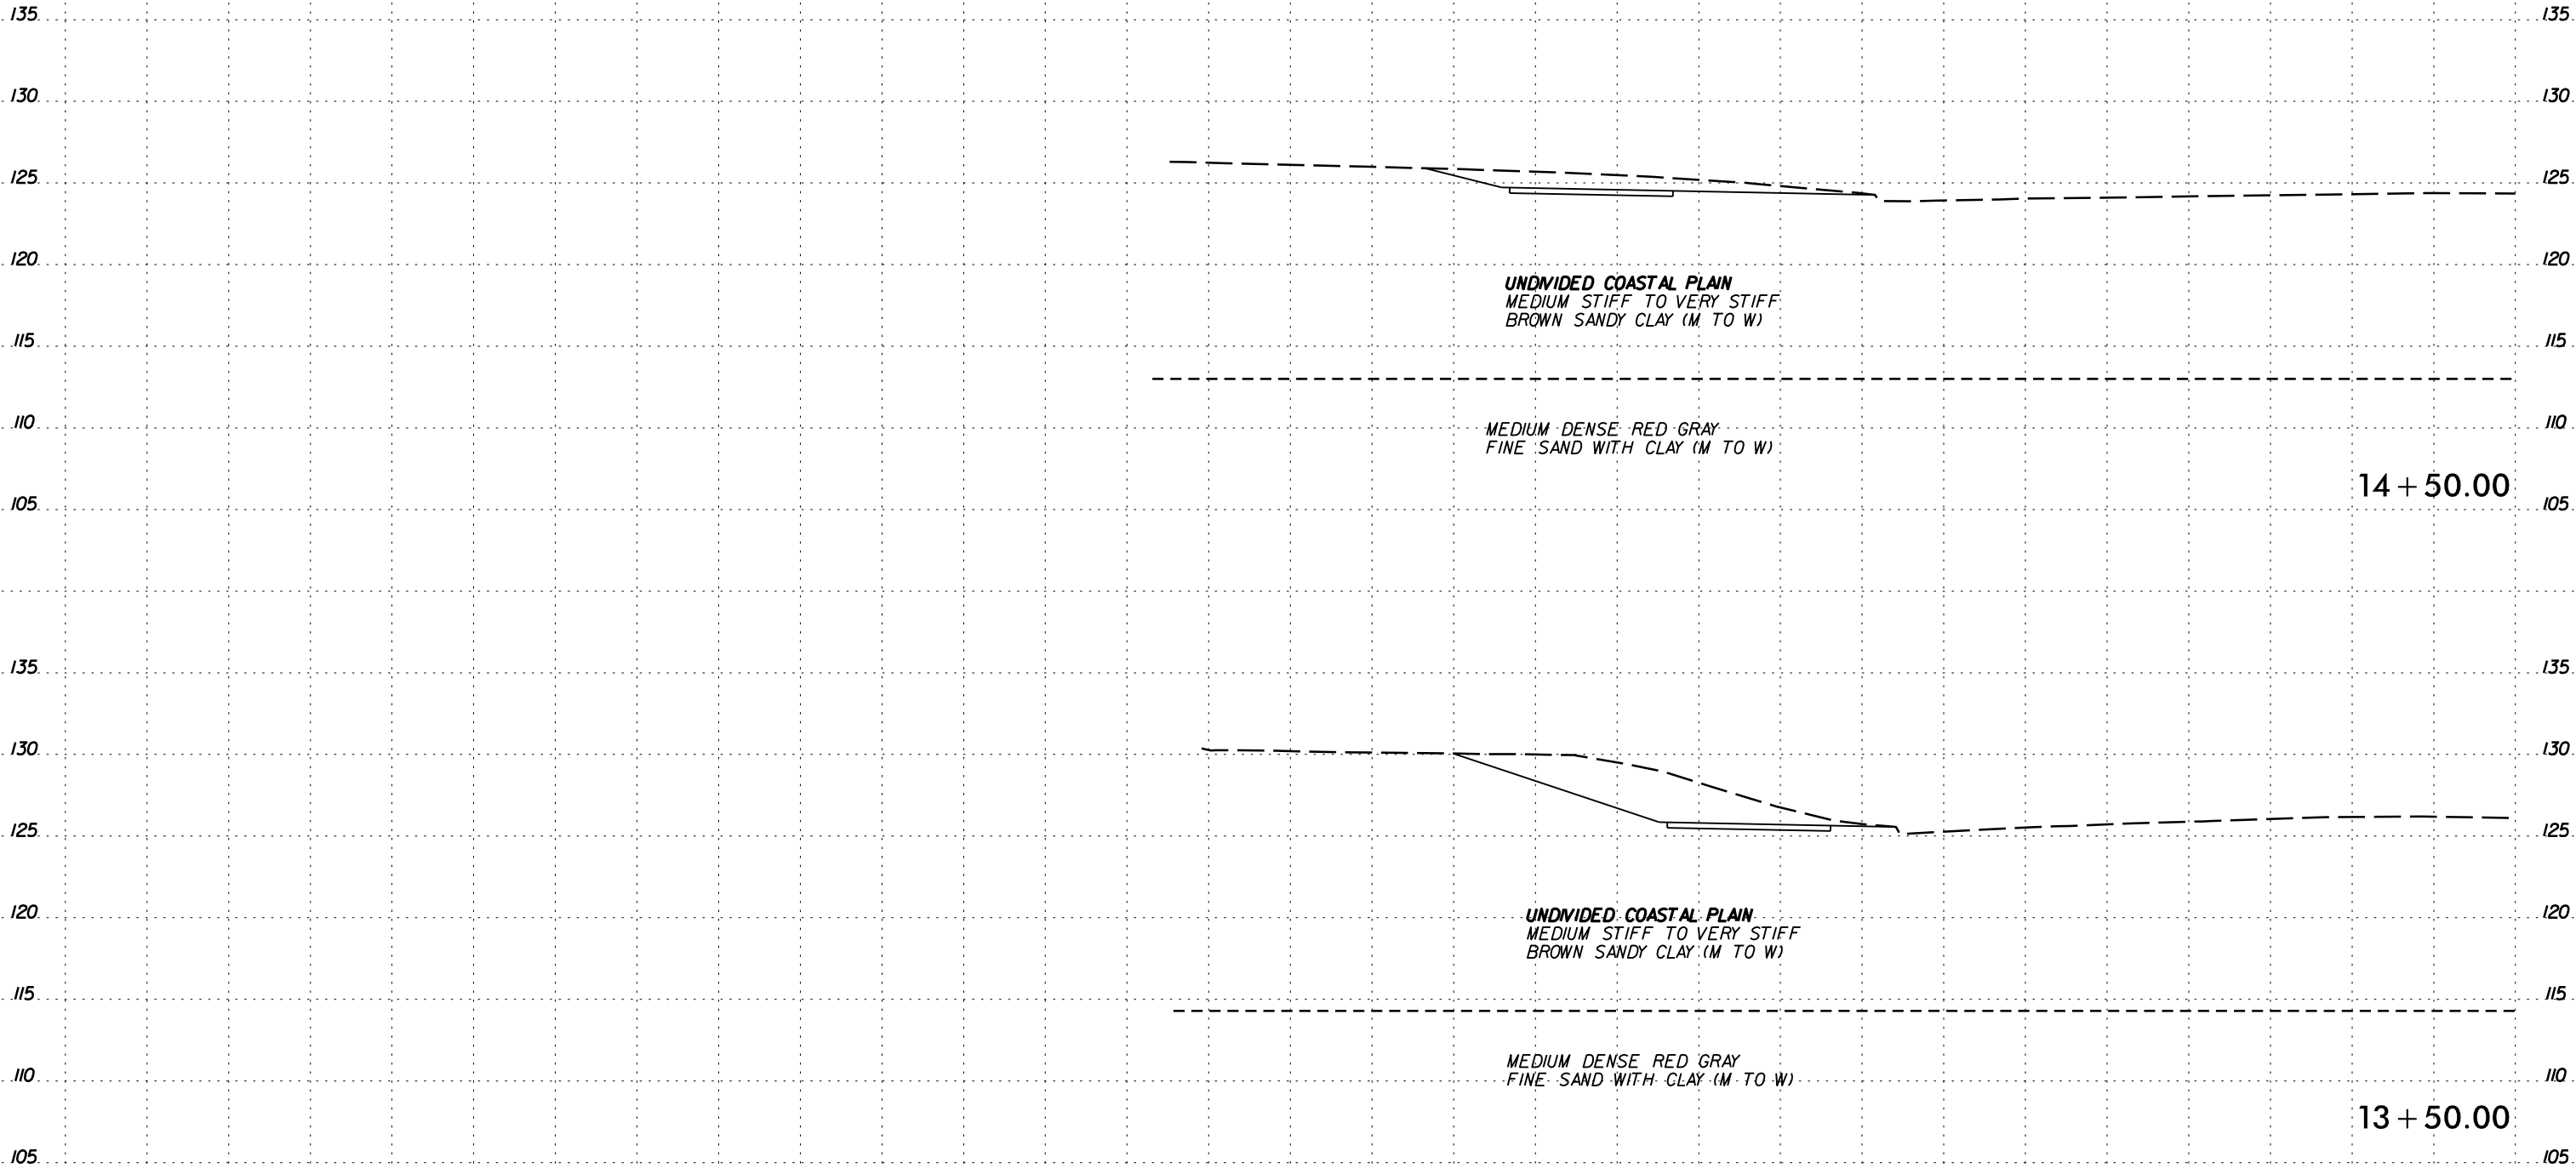 135 135
130 130
125 125
120 120
UNDIVIDED COASTAL PLAIN
MEDIUM STIFF TO VERY STIFF
BROWN SANDY CLAY (M TO W)
115 115
110 110
MEDIUM DENSE RED GRAY
FINE SAND WITH CLAY (M TO W)
14+50.00
105 105
135 135
130 130
125 125
120 120
UNDIVIDED COASTAL PLAIN
MEDIUM STIFF TO VERY STIFF
BROWN SANDY CLAY (M TO W)
115 115
MEDIUM DENSE RED GRAY
110 110
FINE SAND WITH CLAY (M TO W)
13+50.00
105 105